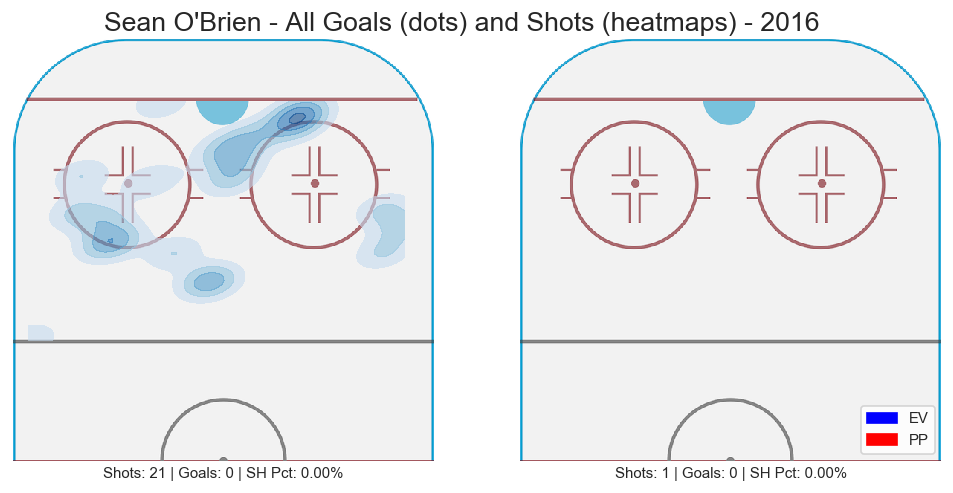 Sean O'Brien - All Goals (dots) and Shots (heatmaps) - 2016
EV
PP
Shots: 21 | Goals: 0 | SH Pct: 0.00%
Shots: 1 | Goals: 0 | SH Pct: 0.00%